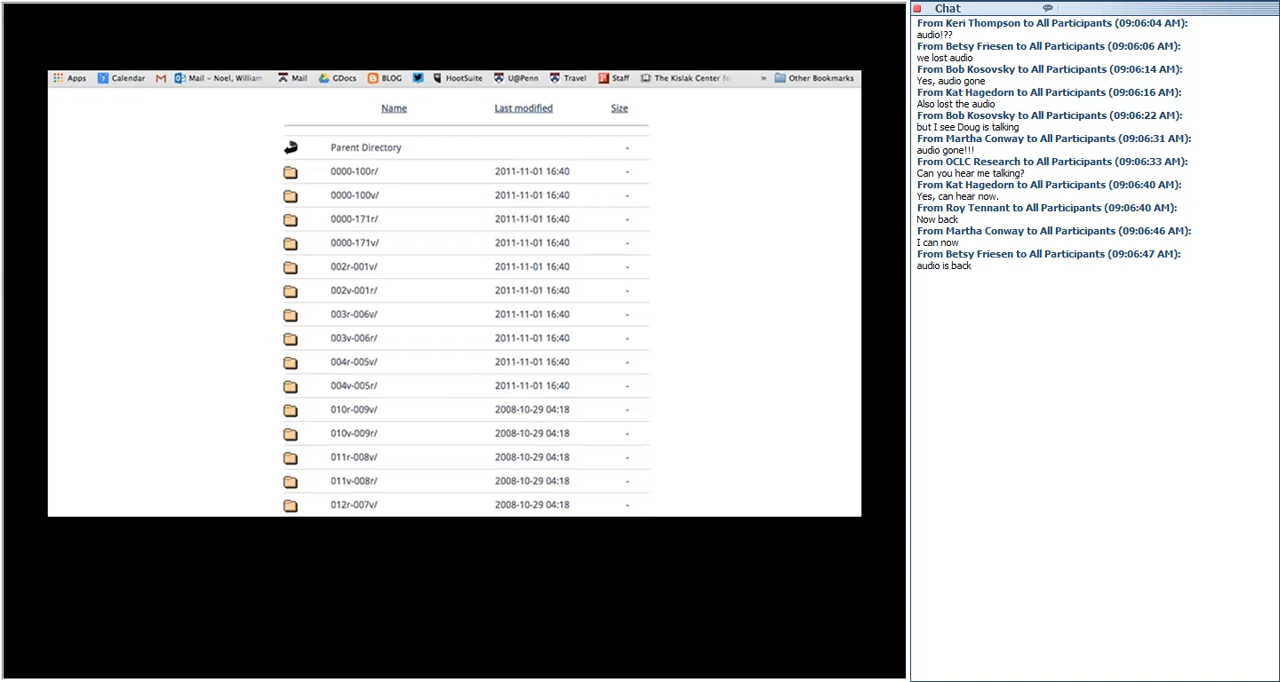 Apps Calendar Mail - Noel, William Mail GDocs BLOG HootSuite U@Penn Travel Staff The Kislak Center fo » Other Bookmarks
Name Last modified Size
Parent Directory -
0000-100r/ 2011-11-01 16:40 -
0000-100v/ 2011-11-01 16:40 -
0000-171r/ 2011-11-01 16:40 -
0000-171v/ 2011-11-01 16:40 -
002r-001v/ 2011-11-01 16:40 -
002v-001r/ 2011-11-01 16:40 -
003r-006v/ 2011-11-01 16:40 -
003v-006r/ 2011-11-01 16:40 -
004r-005v/ 2011-11-01 16:40 -
004v-005r/ 2011-11-01 16:40 -
010r-009v/ 2008-10-29 04:18 -
010v-009r/ 2008-10-29 04:18 -
011r-008v/ 2008-10-29 04:18 -
011v-008r/ 2008-10-29 04:18 -
012r-007v/ 2008-10-29 04:18 -
Chat
From Keri Thompson to All Participants (09:06:04 AM):
audio!??
From Betsy Friesen to All Participants (09:06:06 AM):
we lost audio
From Bob Kosovsky to All Participants (09:06:14 AM):
Yes, audio gone
From Kat Hagedorn to All Participants (09:06:16 AM):
Also lost the audio
From Bob Kosovsky to All Participants (09:06:22 AM):
but I see Doug is talking
From Martha Conway to All Participants (09:06:31 AM):
audio gone!!!
From OCLC Research to All Participants (09:06:33 AM):
Can you hear me talking?
From Kat Hagedorn to All Participants (09:06:40 AM):
Yes, can hear now.
From Roy Tennant to All Participants (09:06:40 AM):
Now back
From Martha Conway to All Participants (09:06:46 AM):
I can now
From Betsy Friesen to All Participants (09:06:47 AM):
audio is back